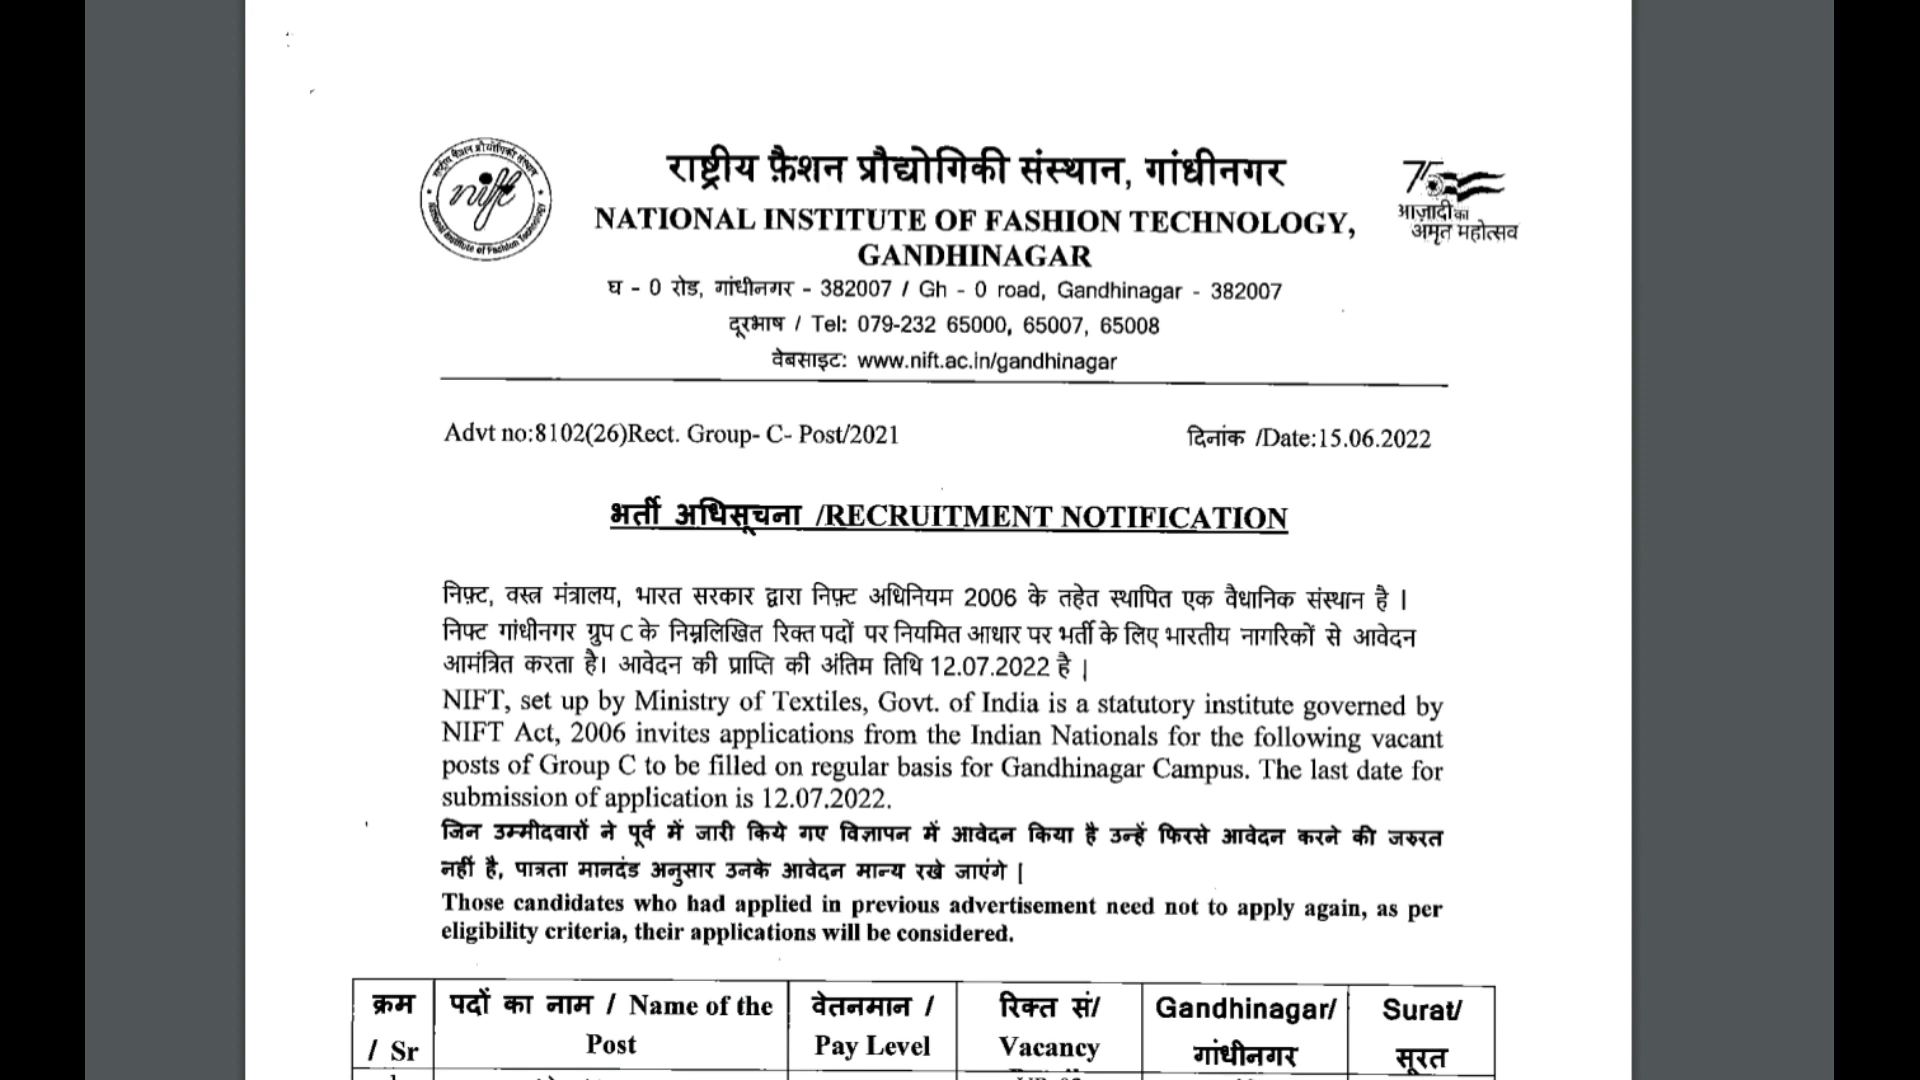 राष्ट्रीय फ़ैशन प्रौद्योगिकी संस्थान, गांधीनगर
NATIONAL INSTITUTE OF FASHION TECHNOLOGY,
GANDHINAGAR
घ - 0 रोड, गांधीनगर - 382007 / Gh - 0 road, Gandhinagar - 382007
दूरभाष / Tel: 079-232 65000, 65007, 65008
वेबसाइट: www.nift.ac.in/gandhinagar
राष्ट्रीय फ़ैशन प्रौद्योगिकी संस्थान
nift
National Institute of Fashion Technology
75
आज़ादी का
अमृत महोत्सव
Advt no:8102(26)Rect. Group- C- Post/2021 दिनांक /Date:15.06.2022
भर्ती अधिसूचना /RECRUITMENT NOTIFICATION
निफ़्ट, वस्त्र मंत्रालय, भारत सरकार द्वारा निफ़्ट अधिनियम 2006 के तहेत स्थापित एक वैधानिक संस्थान है |
निफ्ट गांधीनगर ग्रुप C के निम्नलिखित रिक्त पदों पर नियमित आधार पर भर्ती के लिए भारतीय नागरिकों से आवेदन
आमंत्रित करता है। आवेदन की प्राप्ति की अंतिम तिथि 12.07.2022 है |
NIFT, set up by Ministry of Textiles, Govt. of India is a statutory institute governed by
NIFT Act, 2006 invites applications from the Indian Nationals for the following vacant
posts of Group C to be filled on regular basis for Gandhinagar Campus. The last date for
submission of application is 12.07.2022.
जिन उम्मीदवारों ने पूर्व में जारी किये गए विज्ञापन में आवेदन किया है उन्हें फिरसे आवेदन करने की जरुरत
नहीं है, पात्रता मानदंड अनुसार उनके आवेदन मान्य रखे जाएंगे |
Those candidates who had applied in previous advertisement need not to apply again, as per
eligibility criteria, their applications will be considered.
क्रम पदों का नाम / Name of the वेतनमान / रिक्त सं/ Gandhinagar/ Surat/
/ Sr Post Pay Level Vacancy गांधीनगर सूरत